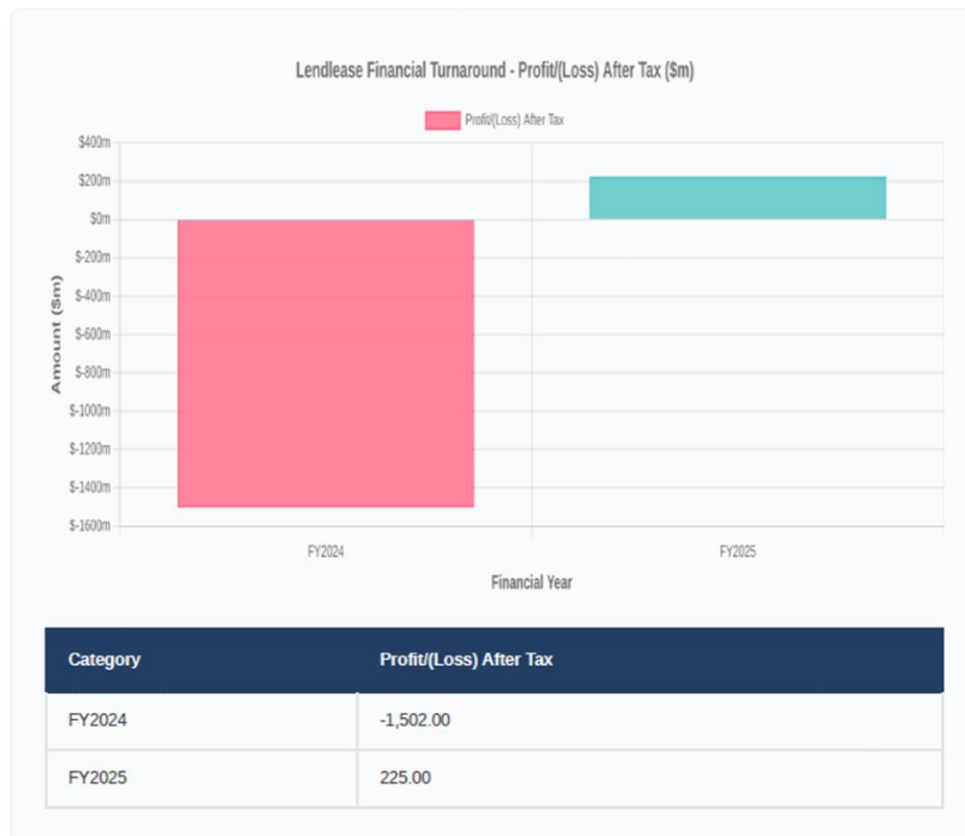 Lendlease Financial Turnaround - Profit/(Loss) After Tax ($m)
Profit/(Loss) After Tax
$400m
$200m
$0m
$-200m
$-400m
$-600m
$-800m
$-1000m
$-1200m
$-1400m
$-1600m
Amount ($m)
FY2024 FY2025
Financial Year
Category Profit/(Loss) After Tax
FY2024 -1,502.00
FY2025 225.00